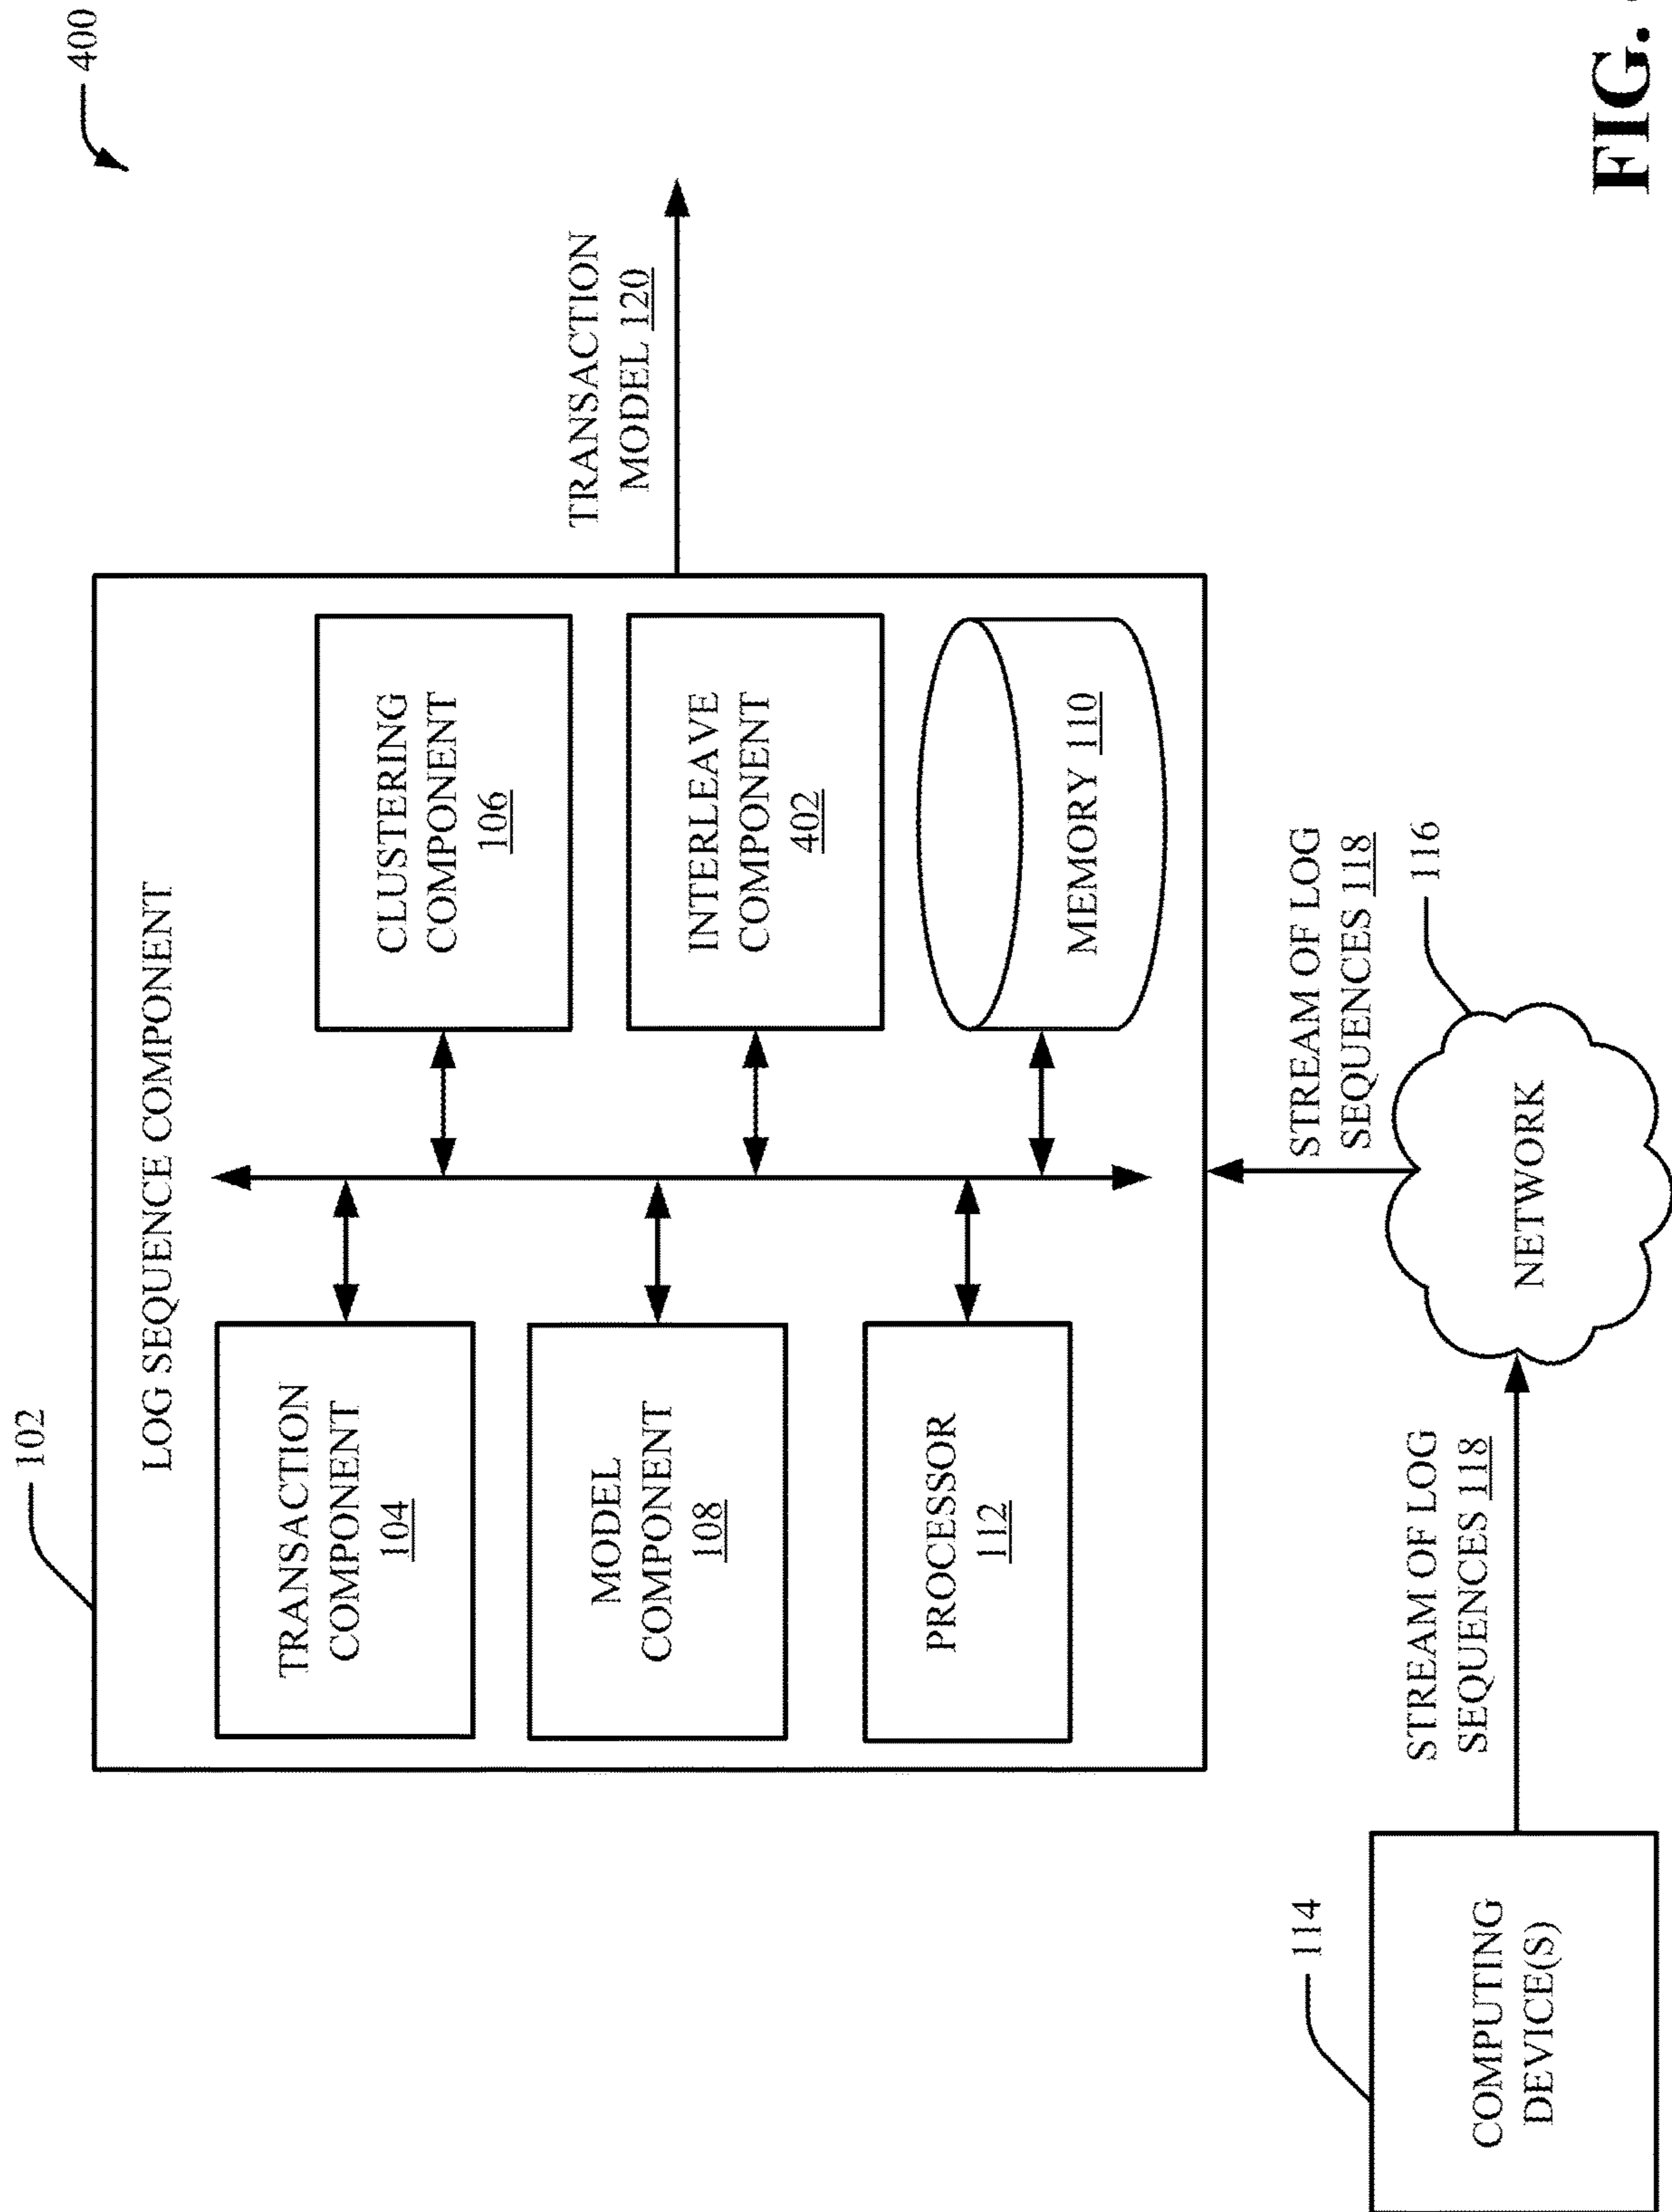 400
102
LOG SEQUENCE COMPONENT
TRANSACTION
COMPONENT
104
CLUSTERING
COMPONENT
106
MODEL
COMPONENT
108
INTERLEAVE
COMPONENT
402
PROCESSOR
112
MEMORY 110
TRANSACTION
MODEL 120
114
COMPUTING
DEVICE(S)
STREAM OF LOG
SEQUENCES 118
NETWORK
116
STREAM OF LOG
SEQUENCES 118
FIG.